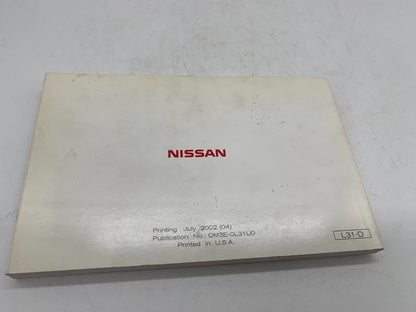 NISSAN
Printing : July 2002 (04)
Publication No.: OM3E-0L31U0
Printed in U.S.A.
L31-D